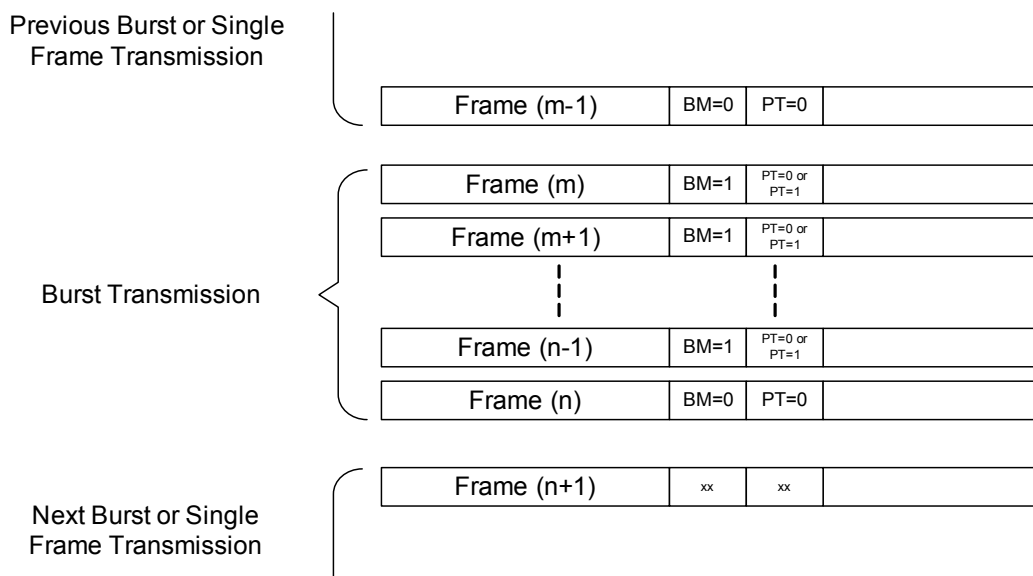 Previous Burst or Single
Frame Transmission
Frame (m-1) BM=0 PT=0
Frame (m) BM=1 PT=0 or
PT=1
Frame (m+1) BM=1 PT=0 or
PT=1
Burst Transmission
Frame (n-1) BM=1 PT=0 or
PT=1
Frame (n) BM=0 PT=0
Frame (n+1) xx xx
Next Burst or Single
Frame Transmission